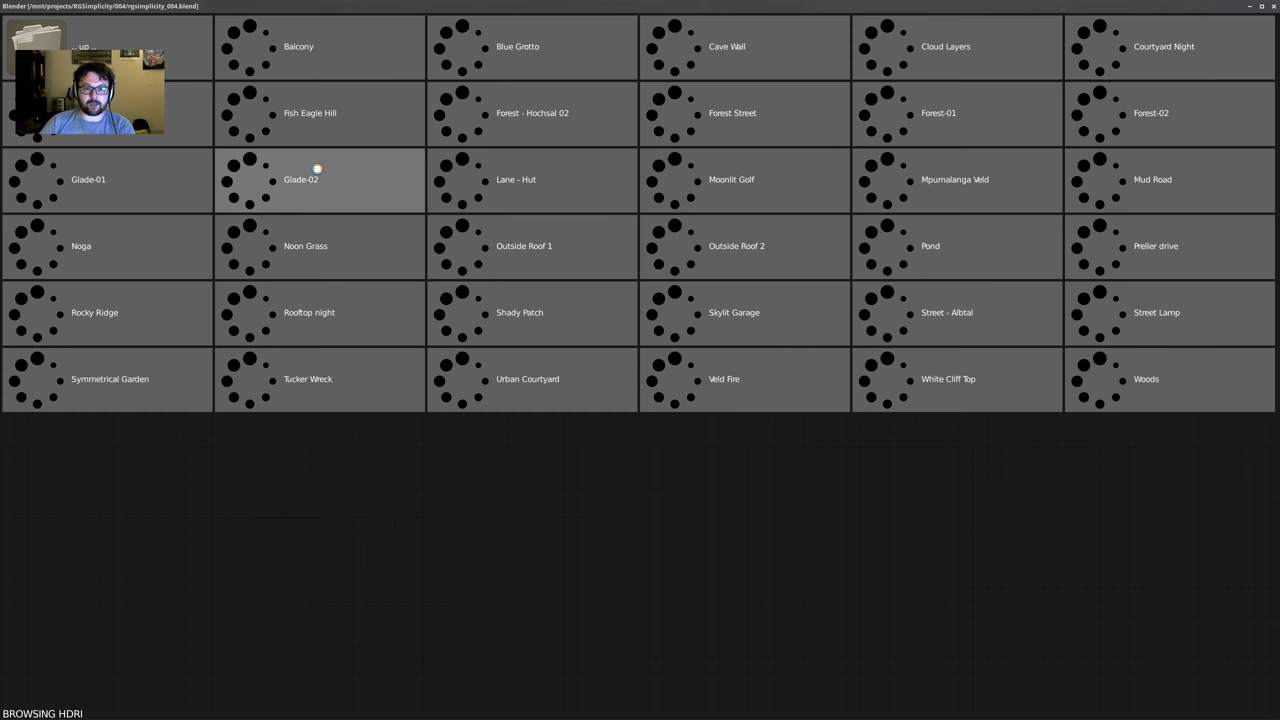 Blender [/mnt/projects/RGSimplicity/004/rgsimplicity_004.blend]
.. up ..
Balcony
Blue Grotto
Cave Wall
Cloud Layers
Courtyard Night
Fish Eagle Hill
Forest - Hochsal 02
Forest Street
Forest-01
Forest-02
Glade-01
Glade-02
Lane - Hut
Moonlit Golf
Mpumalanga Veld
Mud Road
Noga
Noon Grass
Outside Roof 1
Outside Roof 2
Pond
Preller drive
Rocky Ridge
Rooftop night
Shady Patch
Skylit Garage
Street - Albtal
Street Lamp
Symmetrical Garden
Tucker Wreck
Urban Courtyard
Veld Fire
White Cliff Top
Woods
BROWSING HDRI